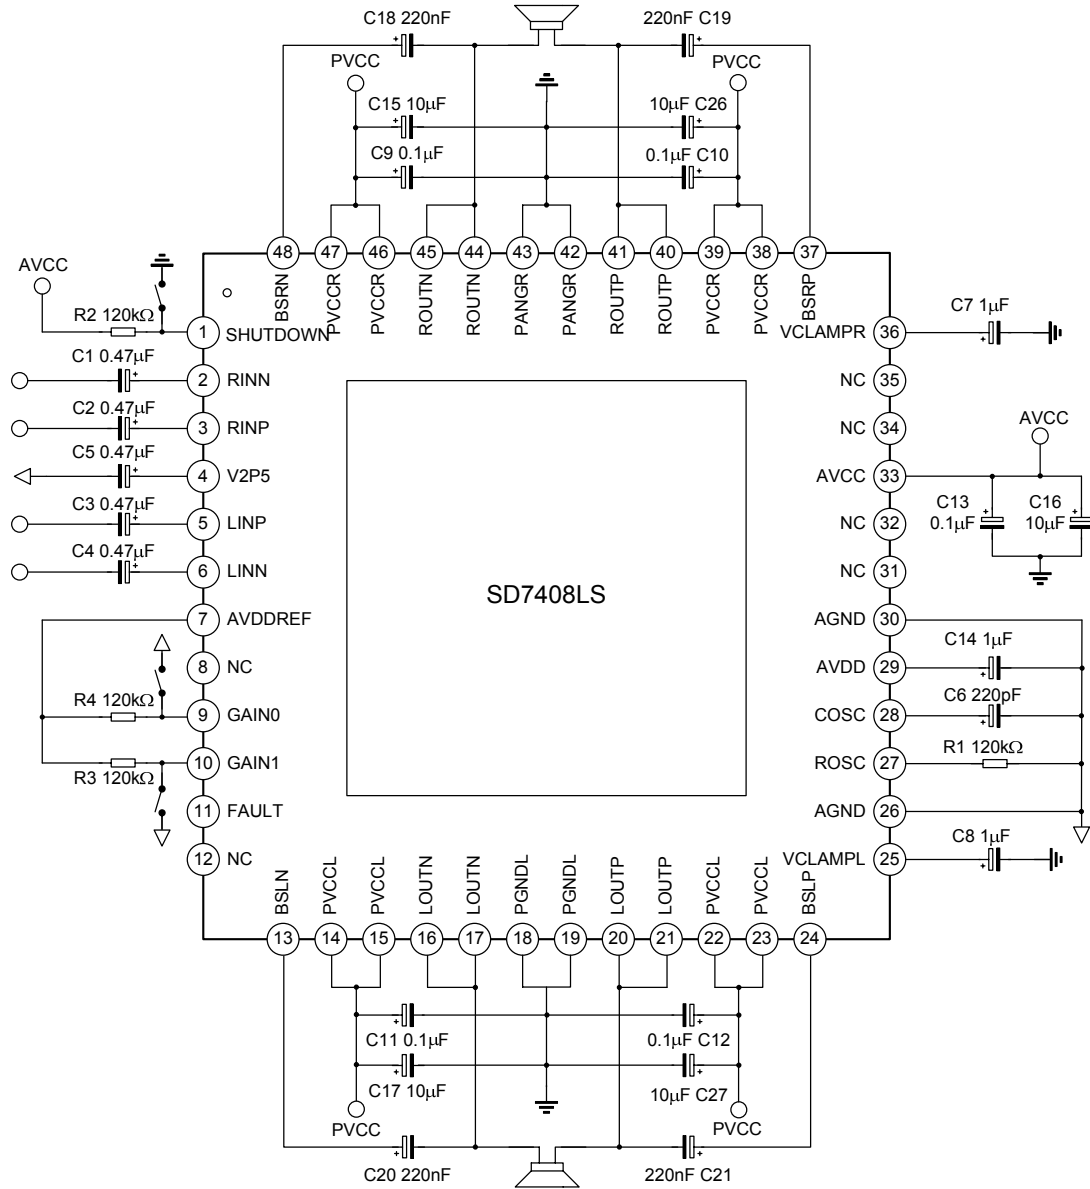 C18 220nF
220nF C19
PVCC
PVCC
C15 10μF
10μF C26
C9 0.1μF
0.1μF C10
48 47 46 45 44 43 42 41 40 39 38 37
BSRN PVCCR PVCCR ROUTN ROUTN PANGR PANGR ROUTP ROUTP PVCCR PVCCR BSRP
AVCC
R2 120kΩ
1 SHUTDOWN
C1 0.47μF
2 RINN
C2 0.47μF
3 RINP
C5 0.47μF
4 V2P5
C3 0.47μF
5 LINP
C4 0.47μF
6 LINN
7 AVDDREF
8 NC
R4 120kΩ
9 GAIN0
10 GAIN1
R3 120kΩ
11 FAULT
12 NC
SD7408LS
C7 1μF
VCLAMPR 36
NC 35
NC 34
AVCC
AVCC 33
C13
0.1μF
C16
10μF
NC 32
NC 31
AGND 30
C14 1μF
AVDD 29
C6 220pF
COSC 28
R1 120kΩ
ROSC 27
AGND 26
C8 1μF
VCLAMPL 25
BSLN PVCCL PVCCL LOUTN LOUTN PGNDL PGNDL LOUTP LOUTP PVCCL PVCCL BSLP
13 14 15 16 17 18 19 20 21 22 23 24
C11 0.1μF
0.1μF C12
C17 10μF
10μF C27
PVCC
PVCC
C20 220nF
220nF C21